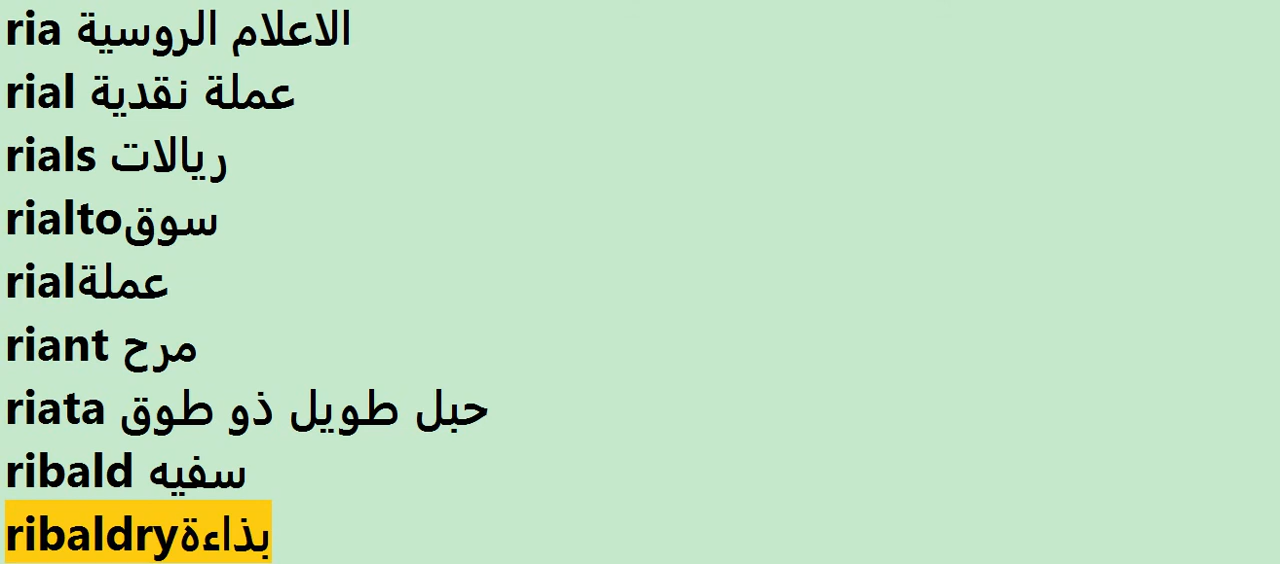 ria الاعلام الروسية
rial عملة نقدية
rials ريالات
rialtoسوق
rialعملة
riant مرح
riata حبل طويل ذو طوق
ribald سفيه
ribaldryبذاءة